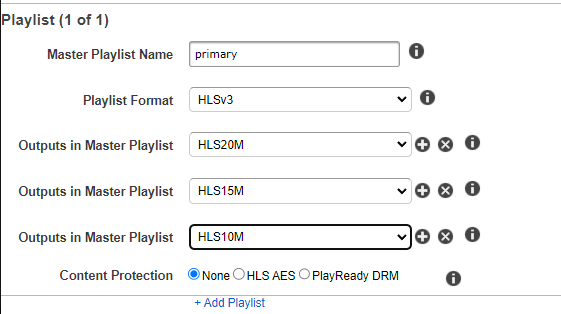 Playlist (1 of 1)
Master Playlist Name primary
Playlist Format HLSv3
Outputs in Master Playlist HLS20M
Outputs in Master Playlist HLS15M
Outputs in Master Playlist HLS10M
Content Protection None HLS AES PlayReady DRM
+ Add Playlist